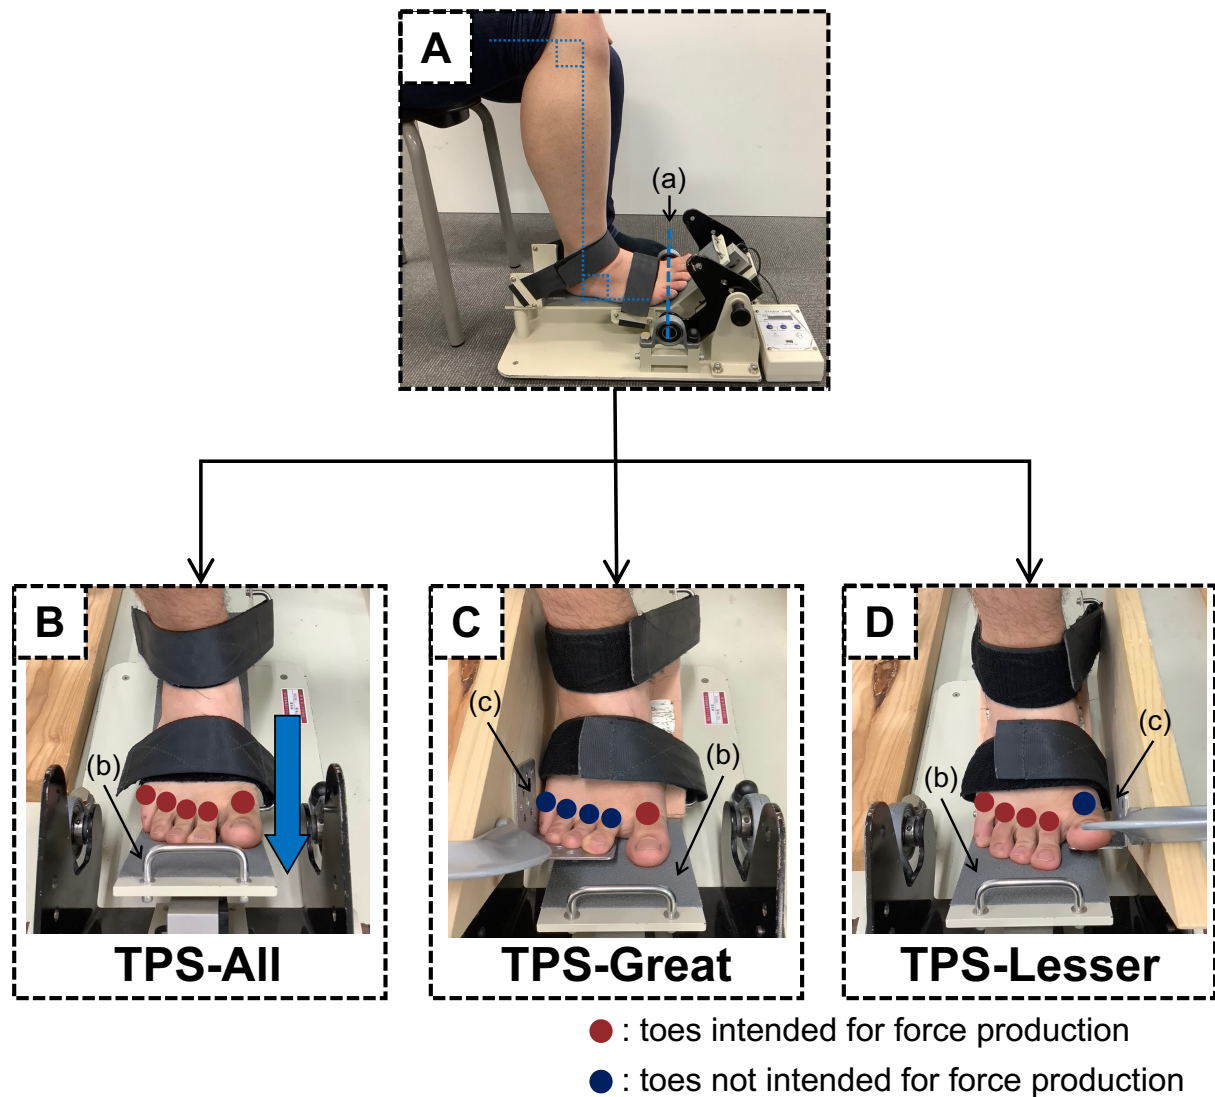 A
(a)
B
(b)
TPS-All
C
(c)
(b)
TPS-Great
D
(c)
(b)
TPS-Lesser
: toes intended for force production
: toes not intended for force production